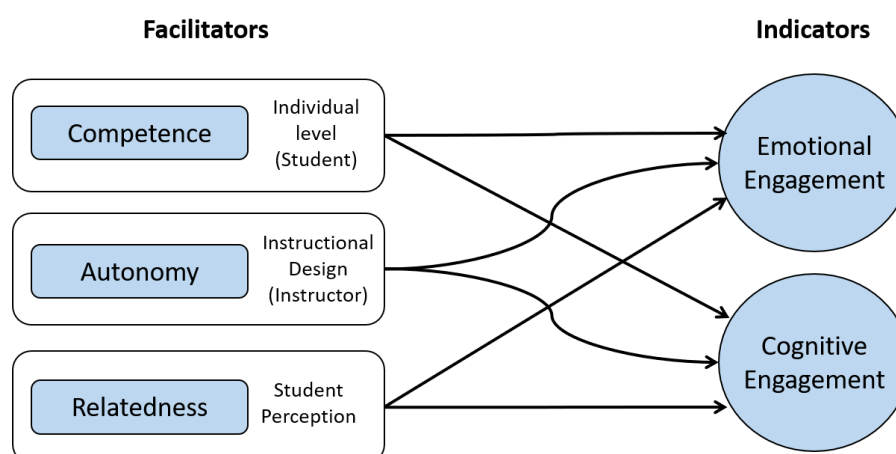 Facilitators
Indicators
Competence
Individual
level
(Student)
Emotional
Engagement
Autonomy
Instructional
Design
(Instructor)
Cognitive
Engagement
Relatedness
Student
Perception